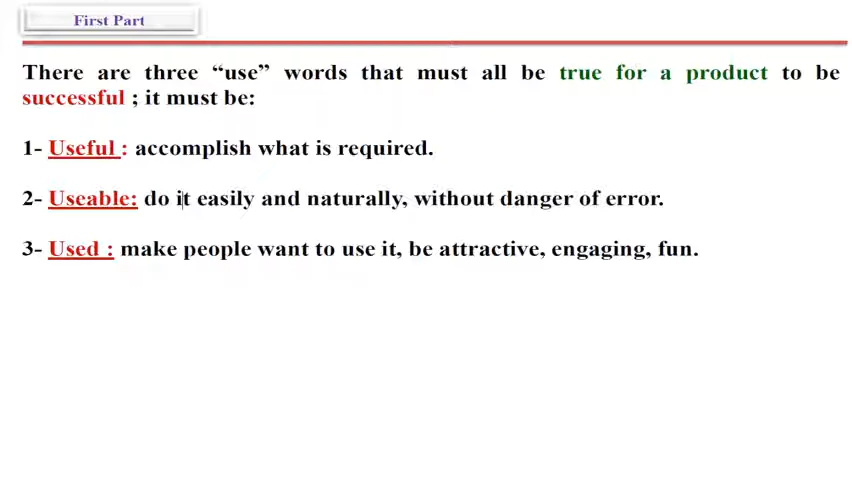 First Part
There are three “use” words that must all be true for a product to be
successful ; it must be:
1- Useful : accomplish what is required.
2- Useable: do it easily and naturally, without danger of error.
3- Used : make people want to use it, be attractive, engaging, fun.